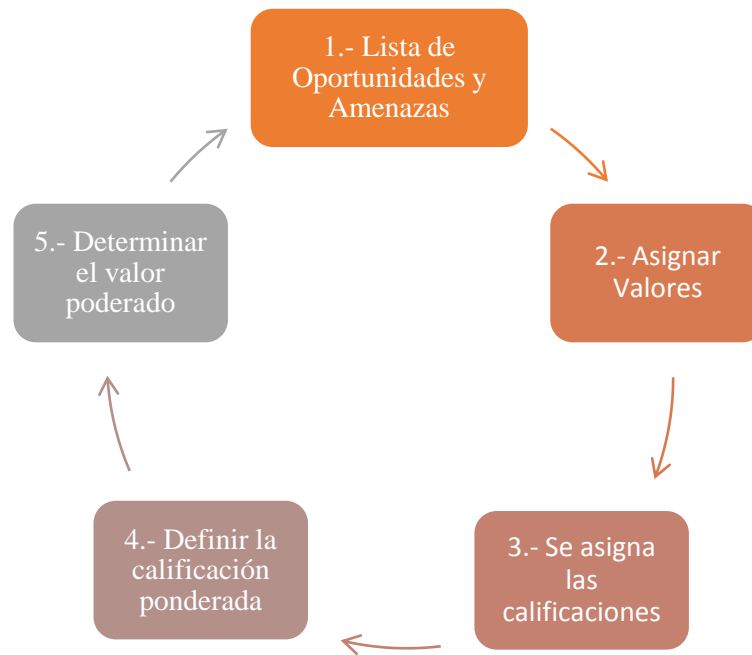 1.- Lista de
Oportunidades y
Amenazas
2.- Asignar
Valores
3.- Se asigna
las
calificaciones
4.- Definir la
calificación
ponderada
5.- Determinar
el valor
poderado